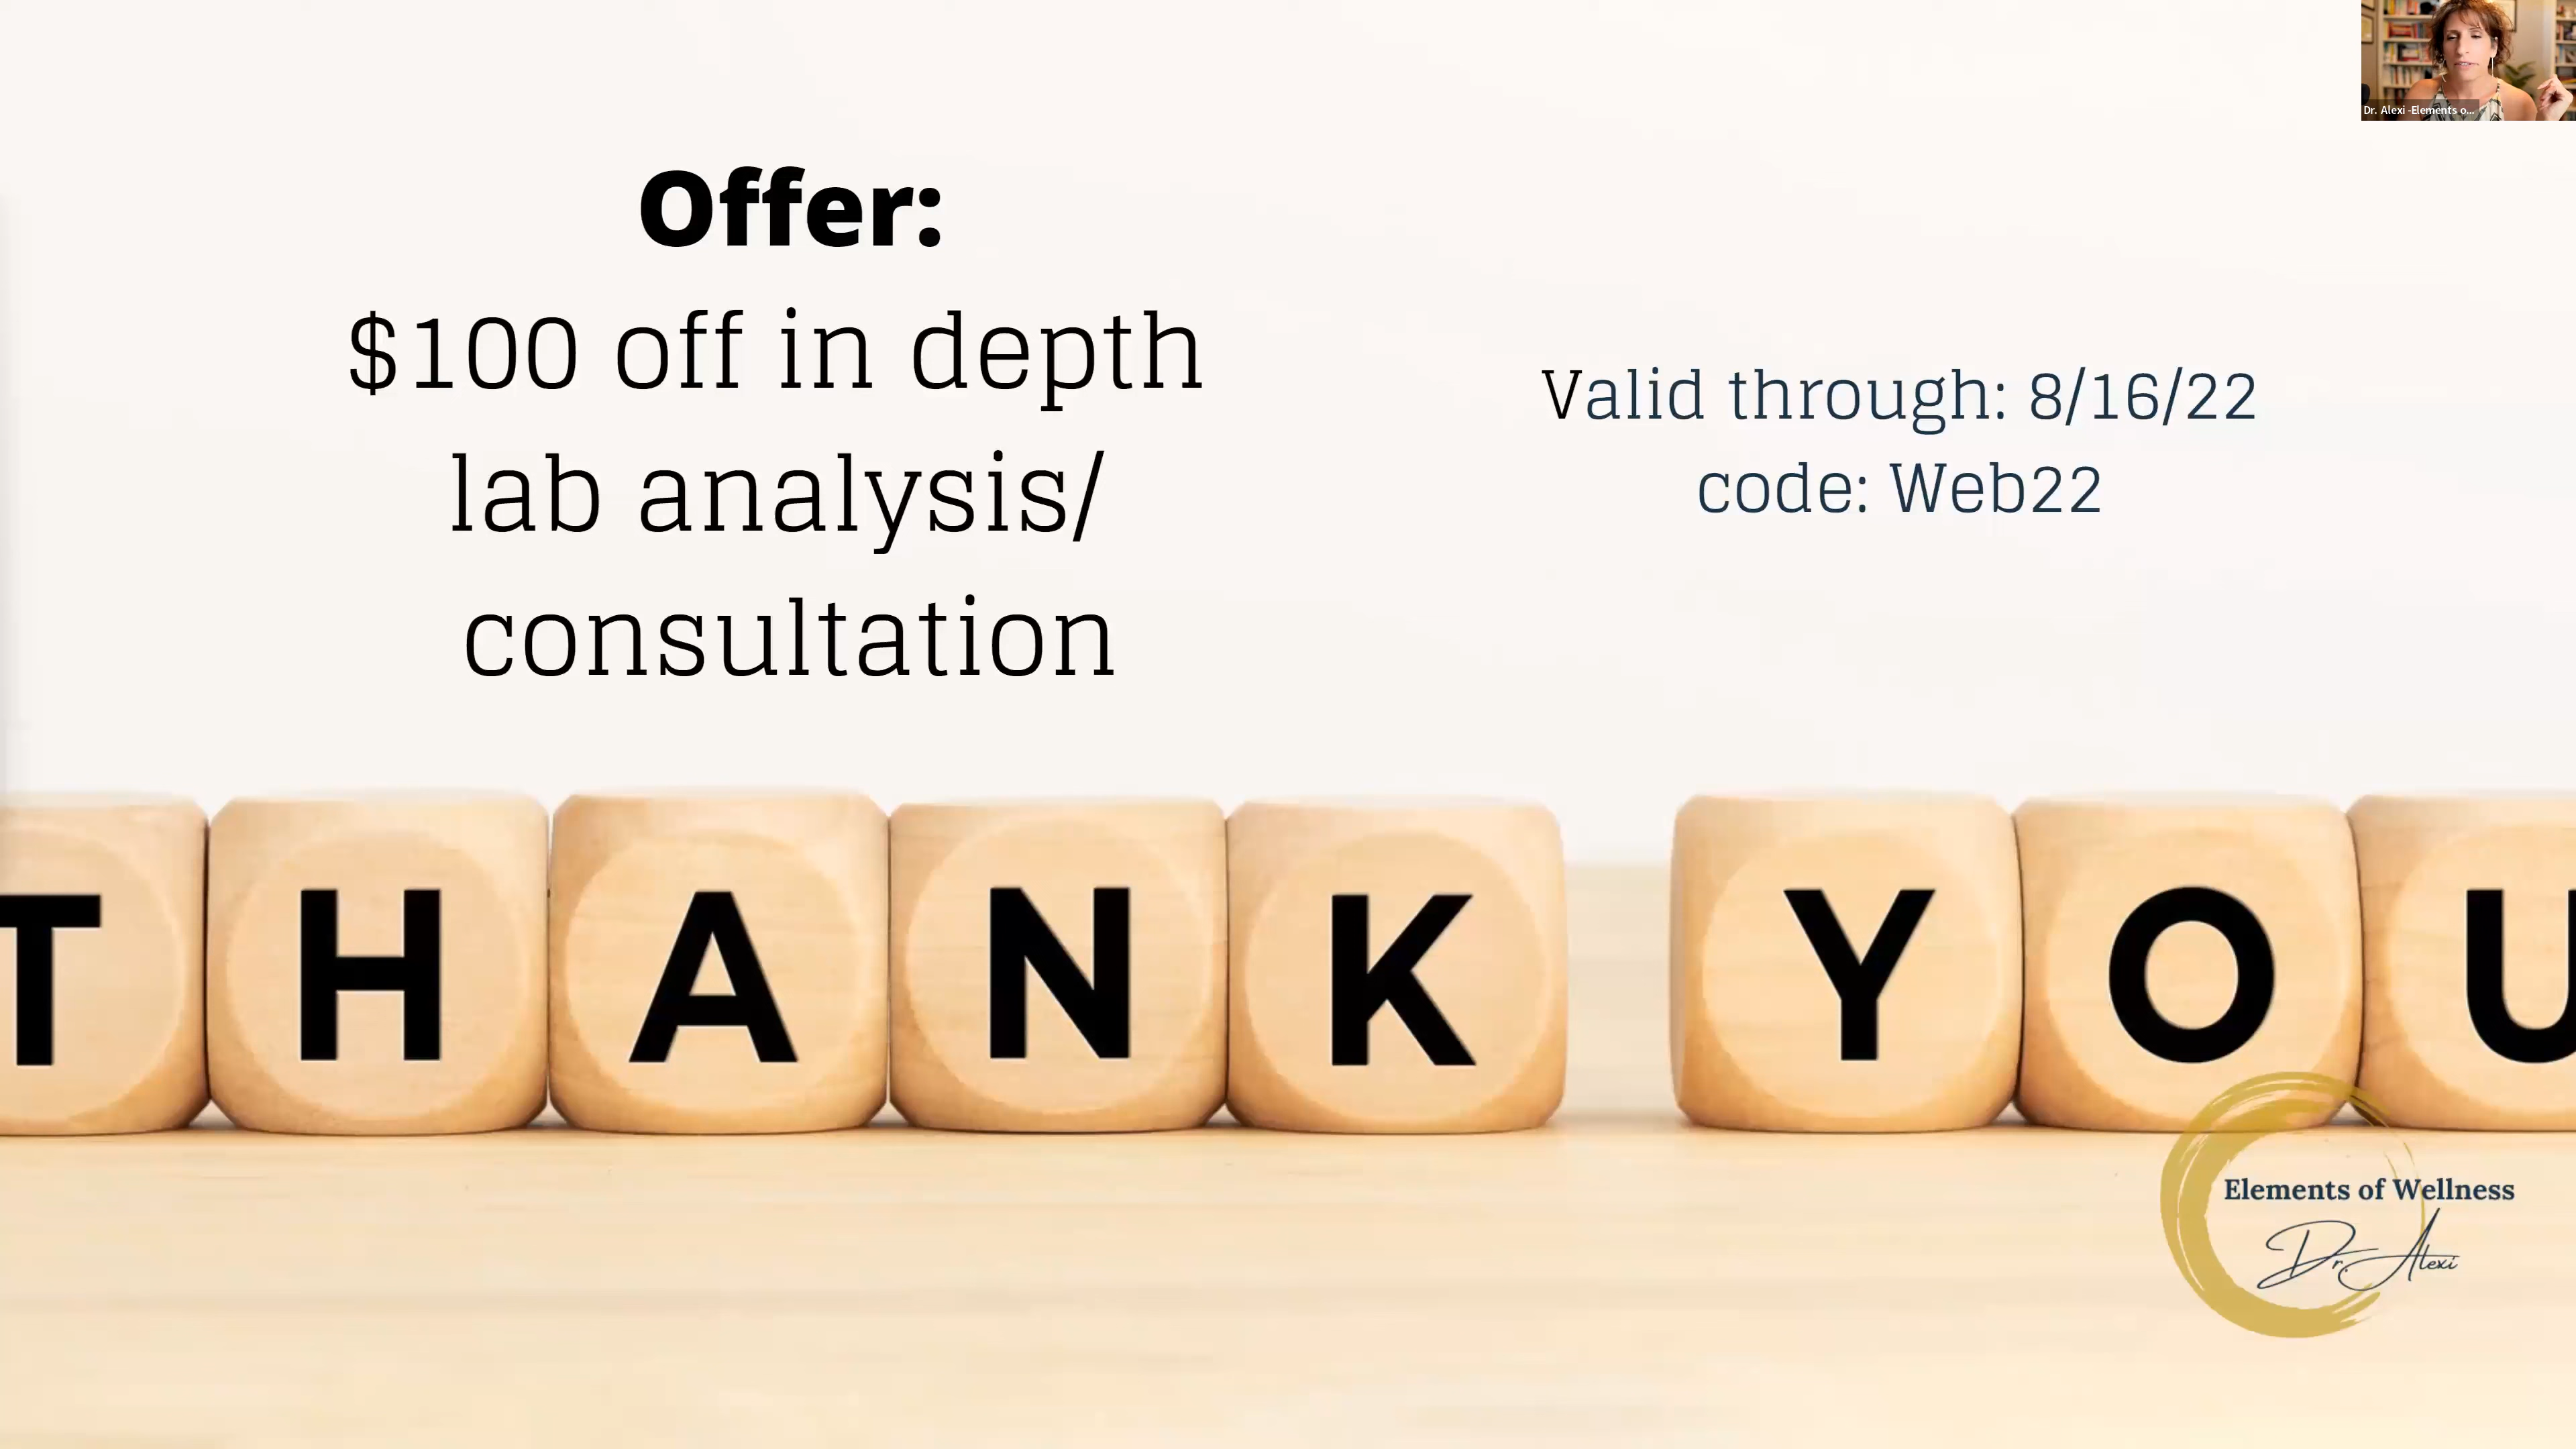 Dr. Alexi -Elements o...
Offer:
$100 off in depth
lab analysis/
consultation
Valid through: 8/16/22
code: Web22
THANK YOU
Elements of Wellness
Dr. Alexi